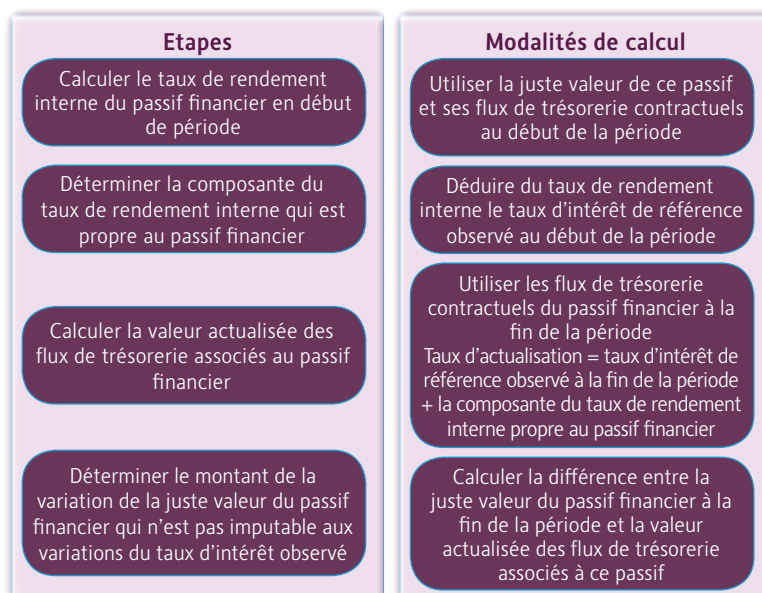 Etapes
Calculer le taux de rendement
interne du passif financier en début
de période
Déterminer la composante du
taux de rendement interne qui est
propre au passif financier
Calculer la valeur actualisée des
flux de trésorerie associés au passif
financier
Déterminer le montant de la
variation de la juste valeur du passif
financier qui n’est pas imputable aux
variations du taux d’intérêt observé
Modalités de calcul
Utiliser la juste valeur de ce passif
et ses flux de trésorerie contractuels
au début de la période
Déduire du taux de rendement
interne le taux d’intérêt de référence
observé au début de la période
Utiliser les flux de trésorerie
contractuels du passif financier à la
fin de la période
Taux d’actualisation = taux d’intérêt de
référence observé à la fin de la période
+ la composante du taux de rendement
interne propre au passif financier
Calculer la différence entre la
juste valeur du passif financier à la
fin de la période et la valeur
actualisée des flux de trésorerie
associés à ce passif